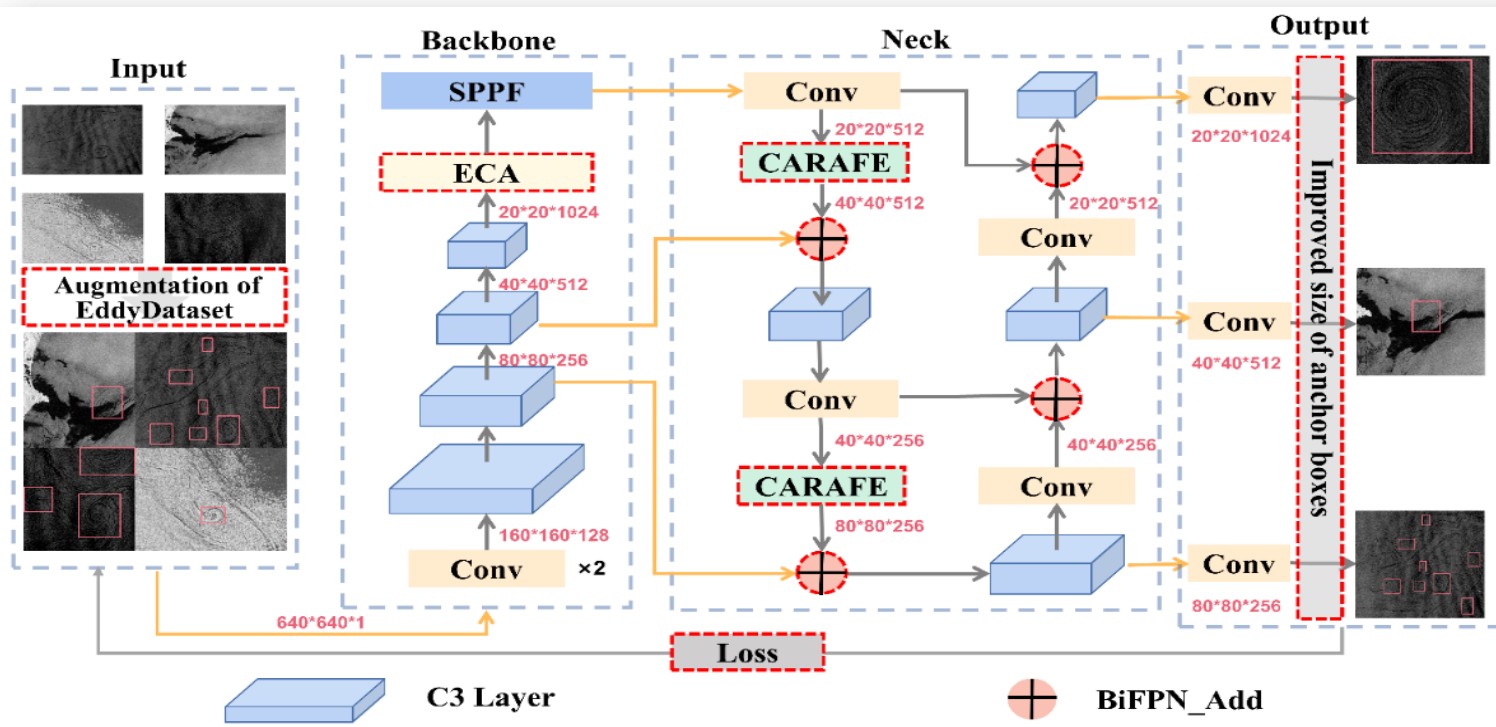 Input
Augmentation of
EddyDataset
640*640*1
Backbone
SPPF
ECA
20*20*1024
40*40*512
80*80*256
160*160*128
Conv
×2
Neck
Conv
20*20*512
CARAFE
40*40*512
Conv
40*40*256
CARAFE
80*80*256
20*20*512
Conv
40*40*256
Conv
Output
Conv
20*20*1024
Conv
40*40*512
Conv
80*80*256
Improved size of anchor boxes
Loss
C3 Layer
BiFPN_Add